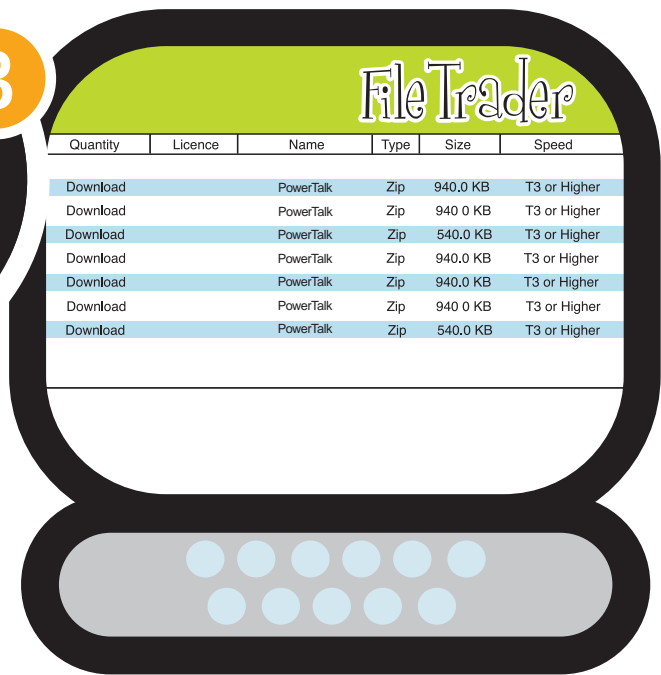 3
File Trader
Quantity Licence Name Type Size Speed
Download PowerTalk Zip 940.0 KB T3 or Higher
Download PowerTalk Zip 940 0 KB T3 or Higher
Download PowerTalk Zip 540.0 KB T3 or Higher
Download PowerTalk Zip 940.0 KB T3 or Higher
Download PowerTalk Zip 940.0 KB T3 or Higher
Download PowerTalk Zip 940 0 KB T3 or Higher
Download PowerTalk Zip 540.0 KB T3 or Higher